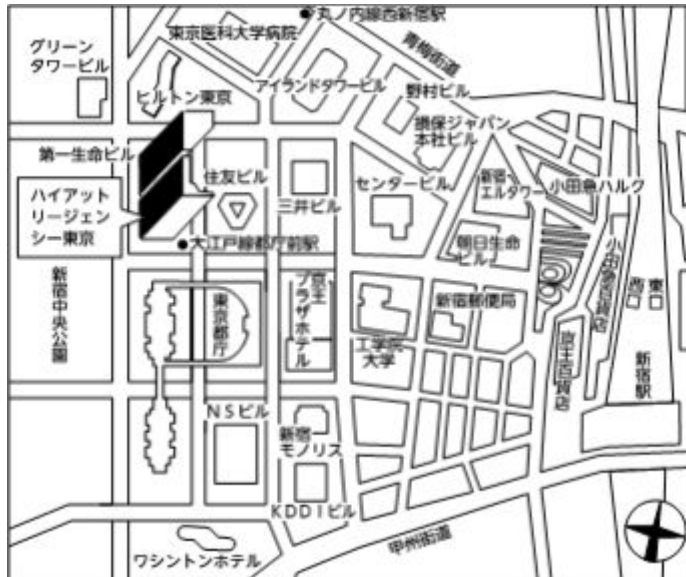 丸ノ内線西新宿駅
東京医科大学病院
青梅街道
グリーン
タワービル
アイランドタワービル
野村ビル
ヒルトン東京
損保ジャパン
本社ビル
第一生命ビル
住友ビル
三井ビル
センタービル
新宿
エルタワー
小田急ハルク
ハイアット
リージェン
シー東京
大江戸線都庁前駅
朝日生命
ビル
小田急百貨店
西
東
新宿中央公園
東京都庁
京王
プラザホテル
新宿郵便局
工学院
大学
京王百貨店
新宿駅
NSビル
新宿
モノリス
KDDIビル
甲州街道
ワシントンホテル